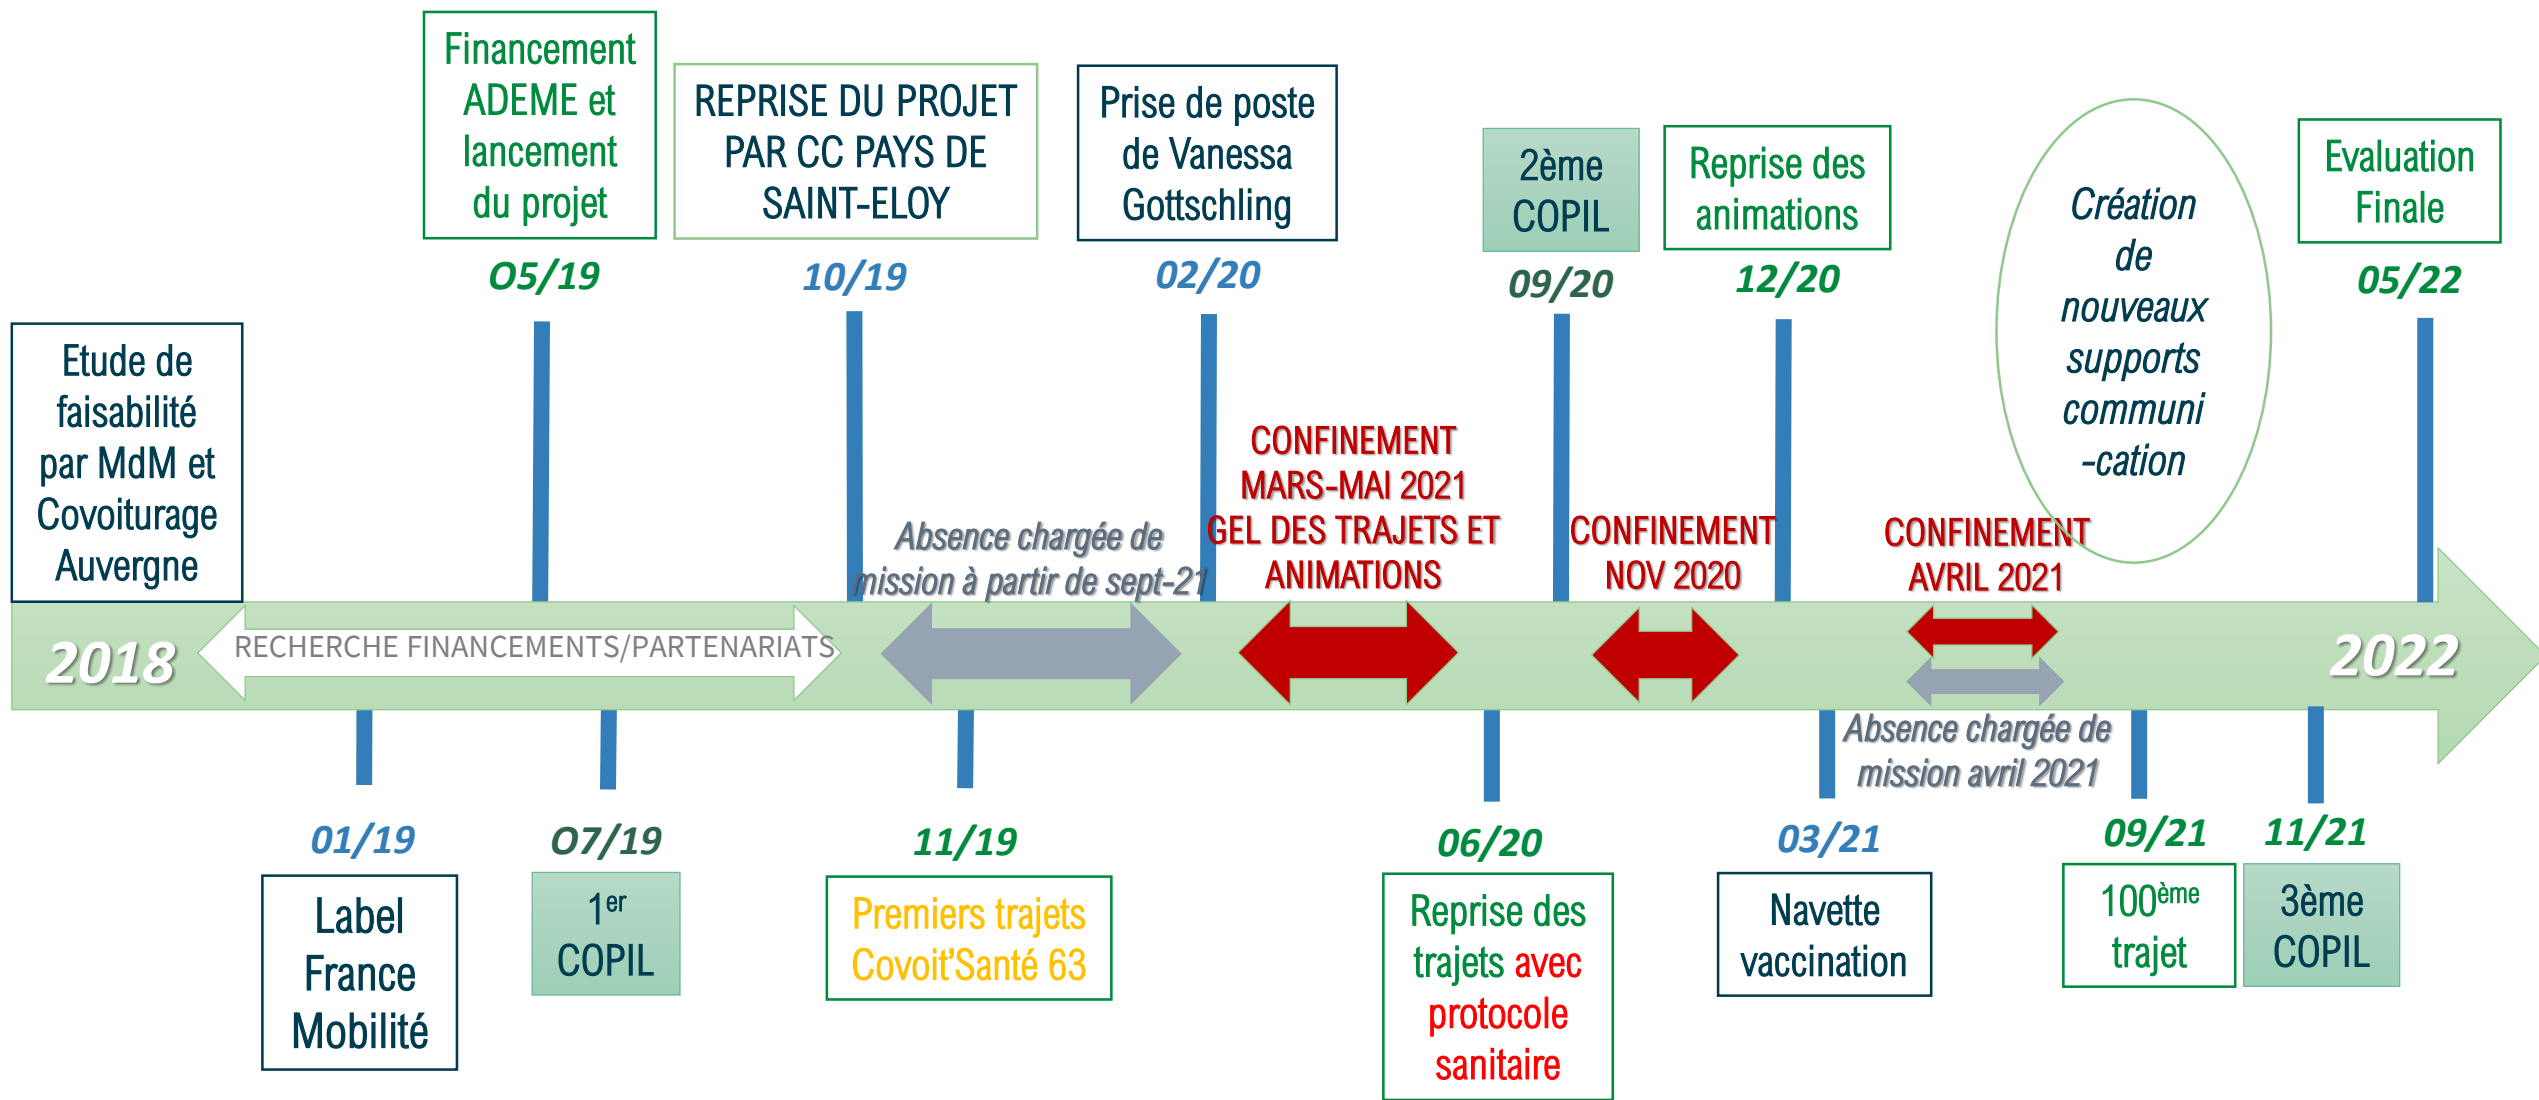 Financement
ADEME et
lancement
du projet
O5/19
REPRISE DU PROJET
PAR CC PAYS DE
SAINT-ELOY
10/19
Prise de poste
de Vanessa
Gottschling
02/20
2ème
COPIL
09/20
Reprise des
animations
12/20
Création
de
nouveaux
supports
communi
-cation
Evaluation
Finale
05/22
Etude de
faisabilité
par MdM et
Covoiturage
Auvergne
Absence chargée de
mission à partir de sept-21
CONFINEMENT
MARS-MAI 2021
GEL DES TRAJETS ET
ANIMATIONS
CONFINEMENT
NOV 2020
CONFINEMENT
AVRIL 2021
2018
RECHERCHE FINANCEMENTS/PARTENARIATS
2022
Absence chargée de
mission avril 2021
01/19
Label
France
Mobilité
O7/19
1er
COPIL
11/19
Premiers trajets
Covoit'Santé 63
06/20
Reprise des
trajets avec
protocole
sanitaire
03/21
Navette
vaccination
09/21
100ème
trajet
11/21
3ème
COPIL